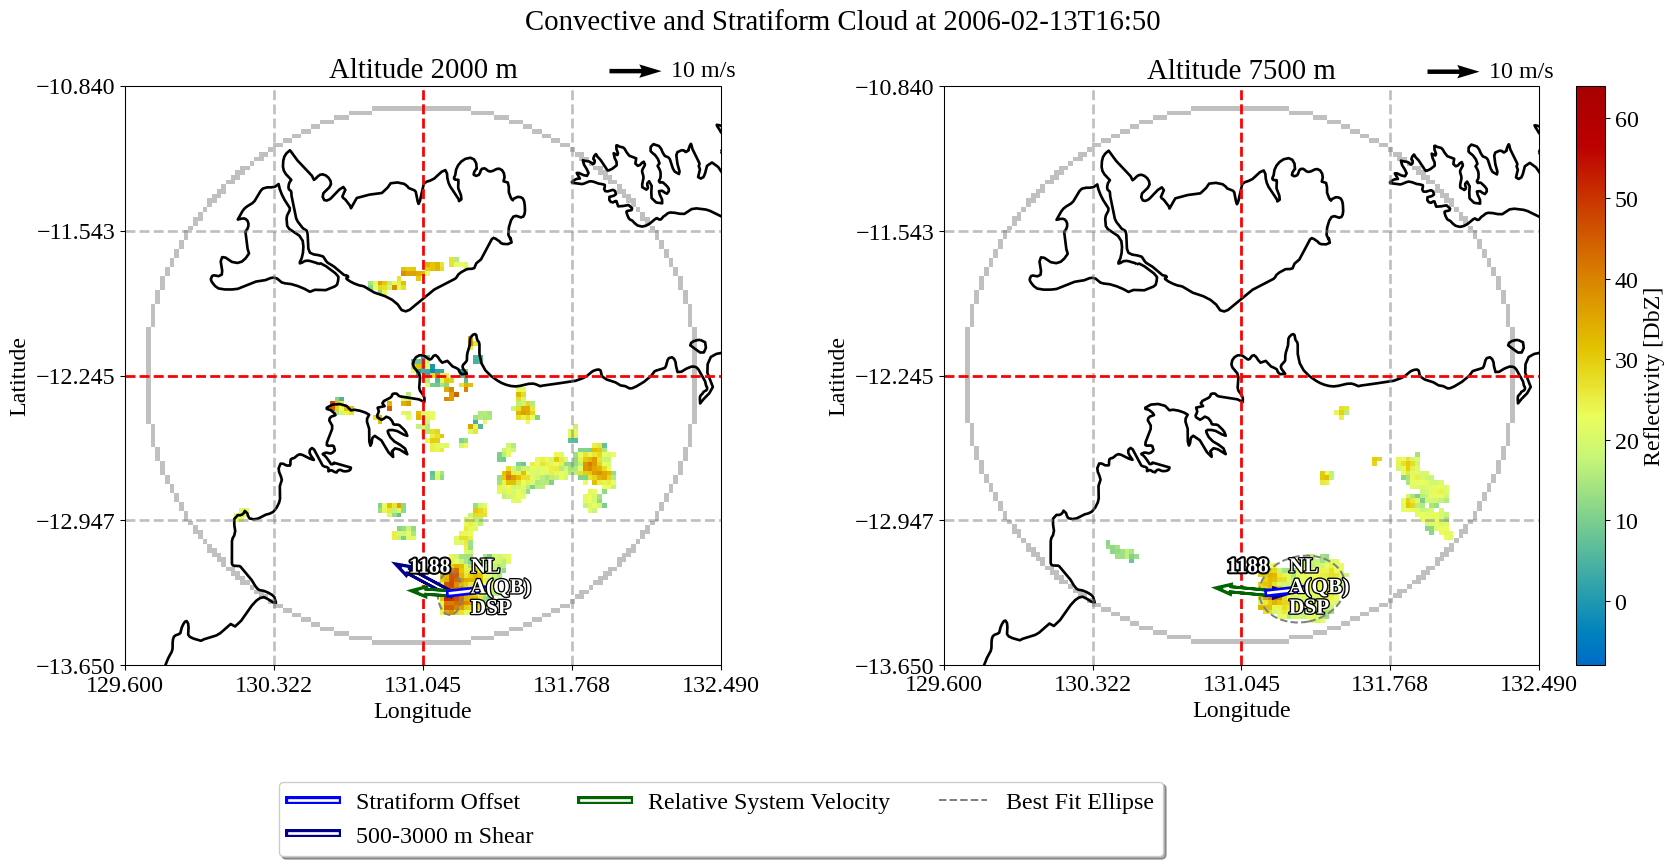 Convective and Stratiform Cloud at 2006-02-13T16:50
Altitude 2000 m
10 m/s
−10.840
−11.543
−12.245
−12.947
−13.650
Latitude
1188
NL
A(QB)
DSP
129.600
130.322
131.045
131.768
132.490
Longitude
Altitude 7500 m
10 m/s
−10.840
−11.543
−12.245
−12.947
−13.650
Latitude
1188
NL
A(QB)
DSP
129.600
130.322
131.045
131.768
132.490
Longitude
60
50
40
30
20
10
0
Reflectivity [DbZ]
Stratiform Offset
Relative System Velocity
Best Fit Ellipse
500-3000 m Shear